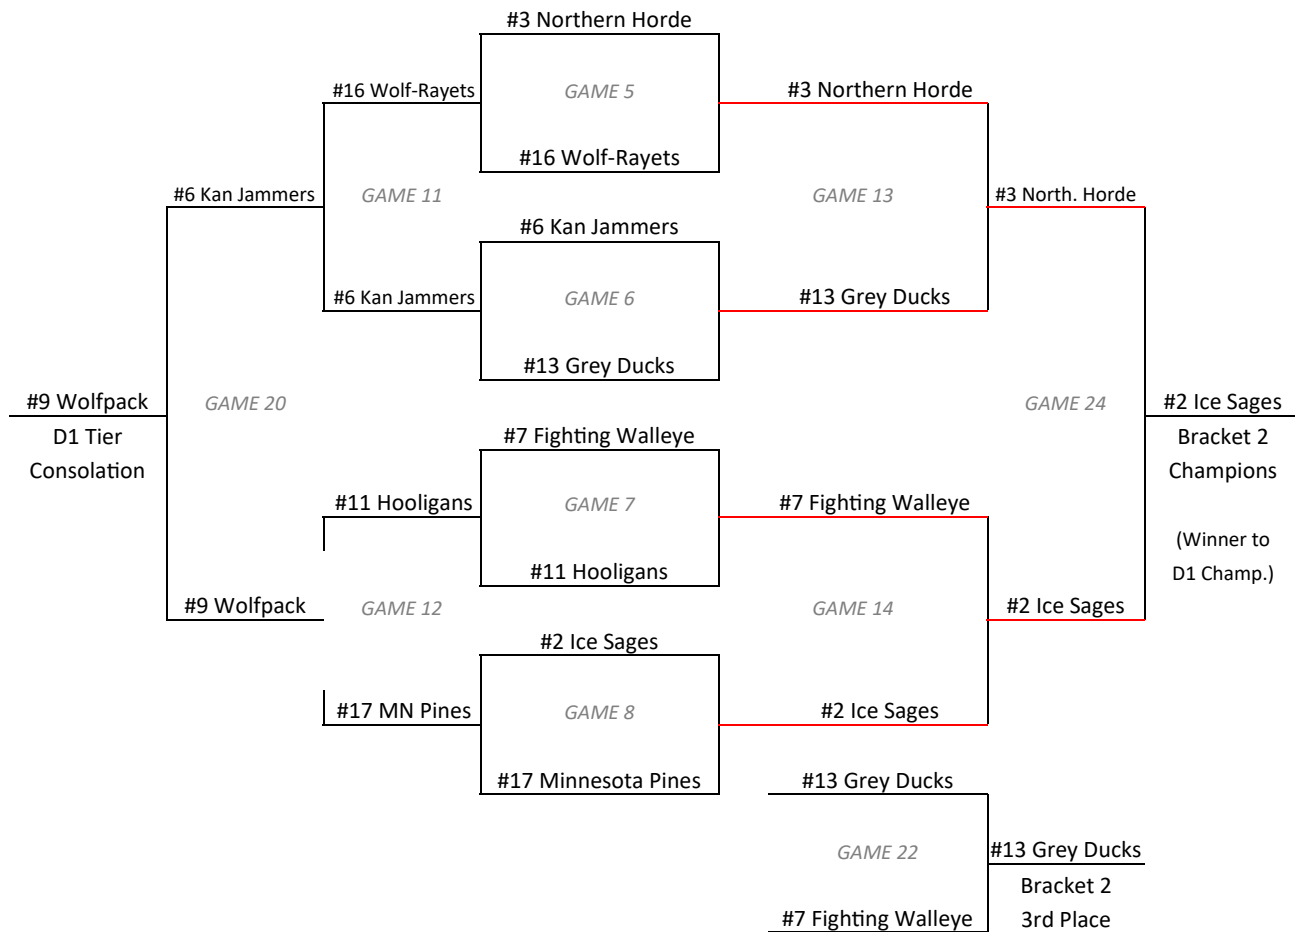 #3 Northern Horde
#16 Wolf-Rayets
GAME 5
#3 Northern Horde
#16 Wolf-Rayets
#6 Kan Jammers
GAME 11
GAME 13
#3 North. Horde
#6 Kan Jammers
#6 Kan Jammers
GAME 6
#13 Grey Ducks
#13 Grey Ducks
#9 Wolfpack
GAME 20
GAME 24
#2 Ice Sages
D1 Tier
Consolation
#7 Fighting Walleye
Bracket 2
Champions
#11 Hooligans
GAME 7
#7 Fighting Walleye
(Winner to
D1 Champ.)
#11 Hooligans
#9 Wolfpack
GAME 12
GAME 14
#2 Ice Sages
#2 Ice Sages
#17 MN Pines
GAME 8
#2 Ice Sages
#17 Minnesota Pines
#13 Grey Ducks
GAME 22
#13 Grey Ducks
Bracket 2
3rd Place
#7 Fighting Walleye